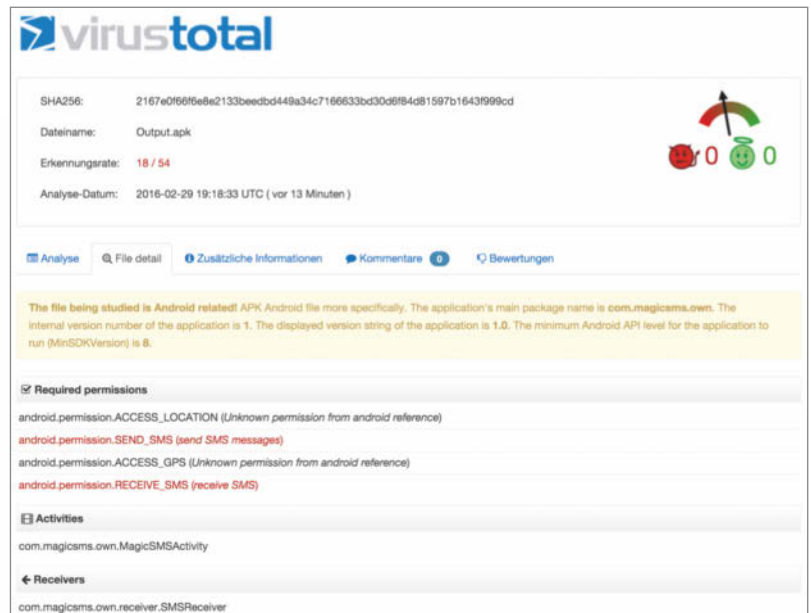 virustotal
SHA256: 2167e0f66f6e8e2133beedbd449a34c7166633bd30d6f84d81597b1643f999cd
Dateiname: Output.apk
Erkennungsrate: 18 / 54
Analyse-Datum: 2016-02-29 19:18:33 UTC ( vor 13 Minuten )
0 0
Analyse File detail Zusätzliche Informationen Kommentare 0 Bewertungen
The file being studied is Android related! APK Android file more specifically. The application's main package name is com.magicsms.own. The
internal version number of the application is 1. The displayed version string of the application is 1.0. The minimum Android API level for the application to
run (MinSDKVersion) is 8.
Required permissions
android.permission.ACCESS_LOCATION (Unknown permission from android reference)
android.permission.SEND_SMS (send SMS messages)
android.permission.ACCESS_GPS (Unknown permission from android reference)
android.permission.RECEIVE_SMS (receive SMS)
Activities
com.magicsms.own.MagicSMSActivity
Receivers
com.magicsms.own.receiver.SMSReceiver